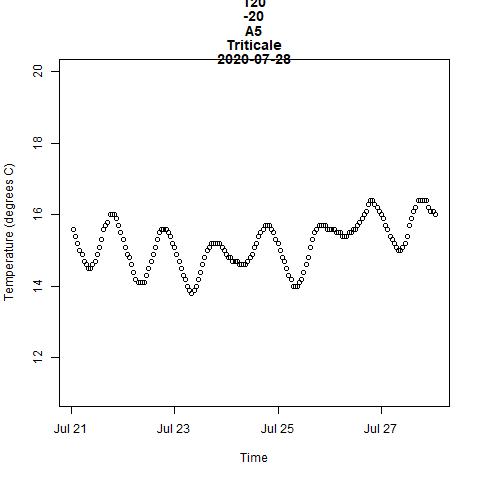 120
-20
A5
Triticale
2020-07-28
20
18
16
14
12
Temperature (degrees C)
Jul 21
Jul 23
Jul 25
Jul 27
Time